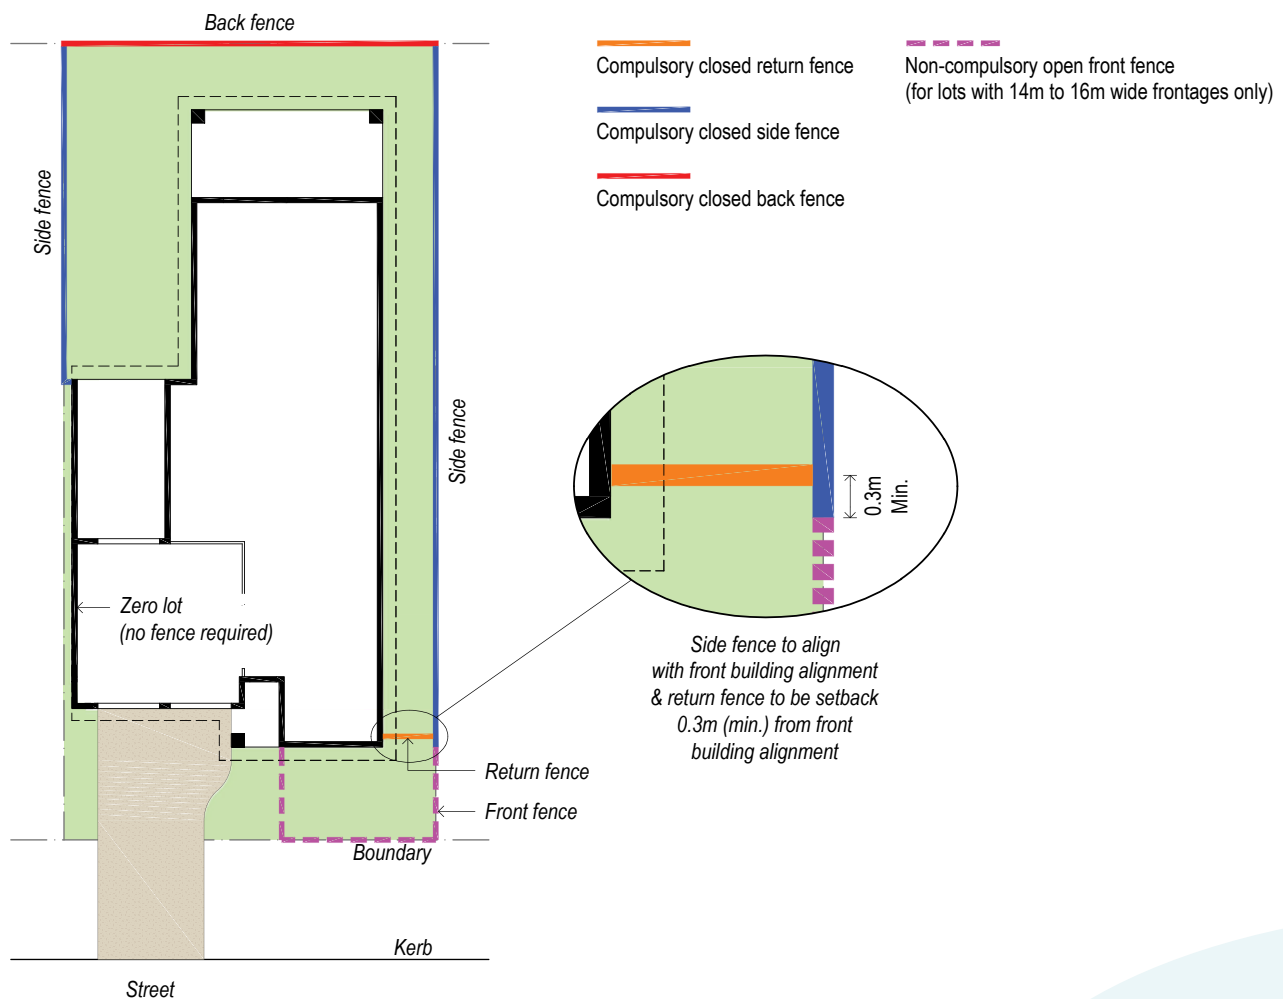 Back fence
Compulsory closed return fence
Compulsory closed side fence
Compulsory closed back fence
Non-compulsory open front fence
(for lots with 14m to 16m wide frontages only)
Side fence
Side fence
0.3m
Min.
Zero lot
(no fence required)
Side fence to align
with front building alignment
& return fence to be setback
0.3m (min.) from front
building alignment
Return fence
Front fence
Boundary
Kerb
Street